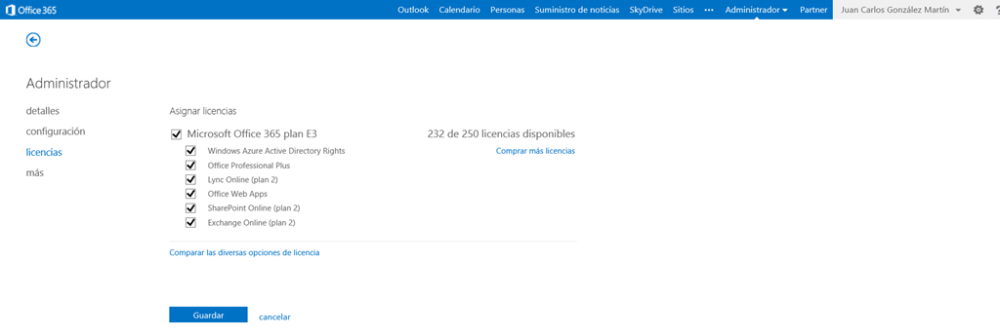 Office 365 Outlook Calendario Personas Suministro de noticias SkyDrive Sitios ••• Administrador Partner Juan Carlos González Martín ?
Administrador
detalles
configuración
licencias
más
Asignar licencias
Microsoft Office 365 plan E3 232 de 250 licencias disponibles
Windows Azure Active Directory Rights Comprar más licencias
Office Professional Plus
Lync Online (plan 2)
Office Web Apps
SharePoint Online (plan 2)
Exchange Online (plan 2)
Comparar las diversas opciones de licencia
Guardar cancelar